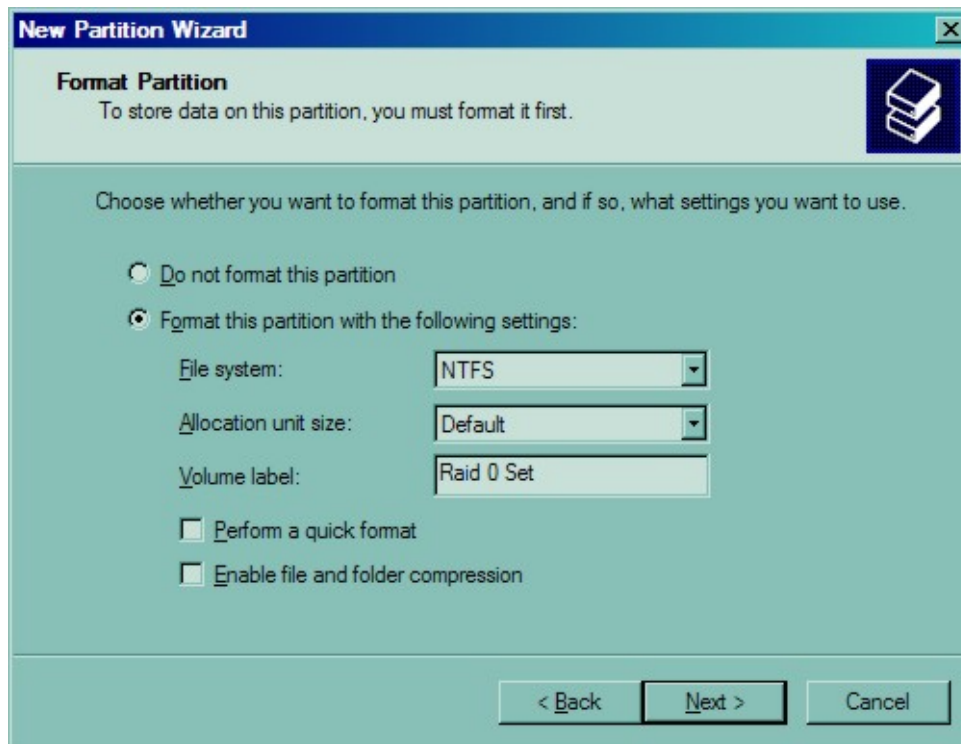 New Partition Wizard
Format Partition
To store data on this partition, you must format it first.
Choose whether you want to format this partition, and if so, what settings you want to use.
Do not format this partition
Format this partition with the following settings:
File system: NTFS
Allocation unit size: Default
Volume label: Raid 0 Set
Perform a quick format
Enable file and folder compression
< Back Next > Cancel